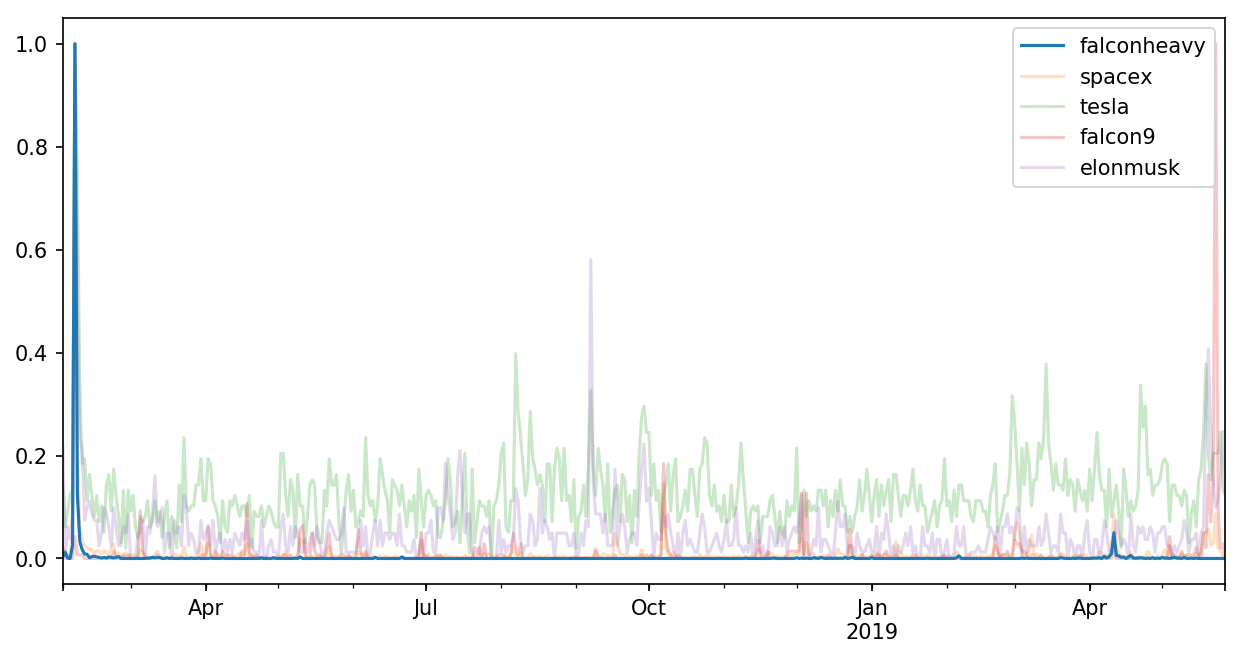 1.0
0.8
0.6
0.4
0.2
0.0
falconheavy
spacex
tesla
falcon9
elonmusk
Apr
Jul
Oct
Jan
2019
Apr